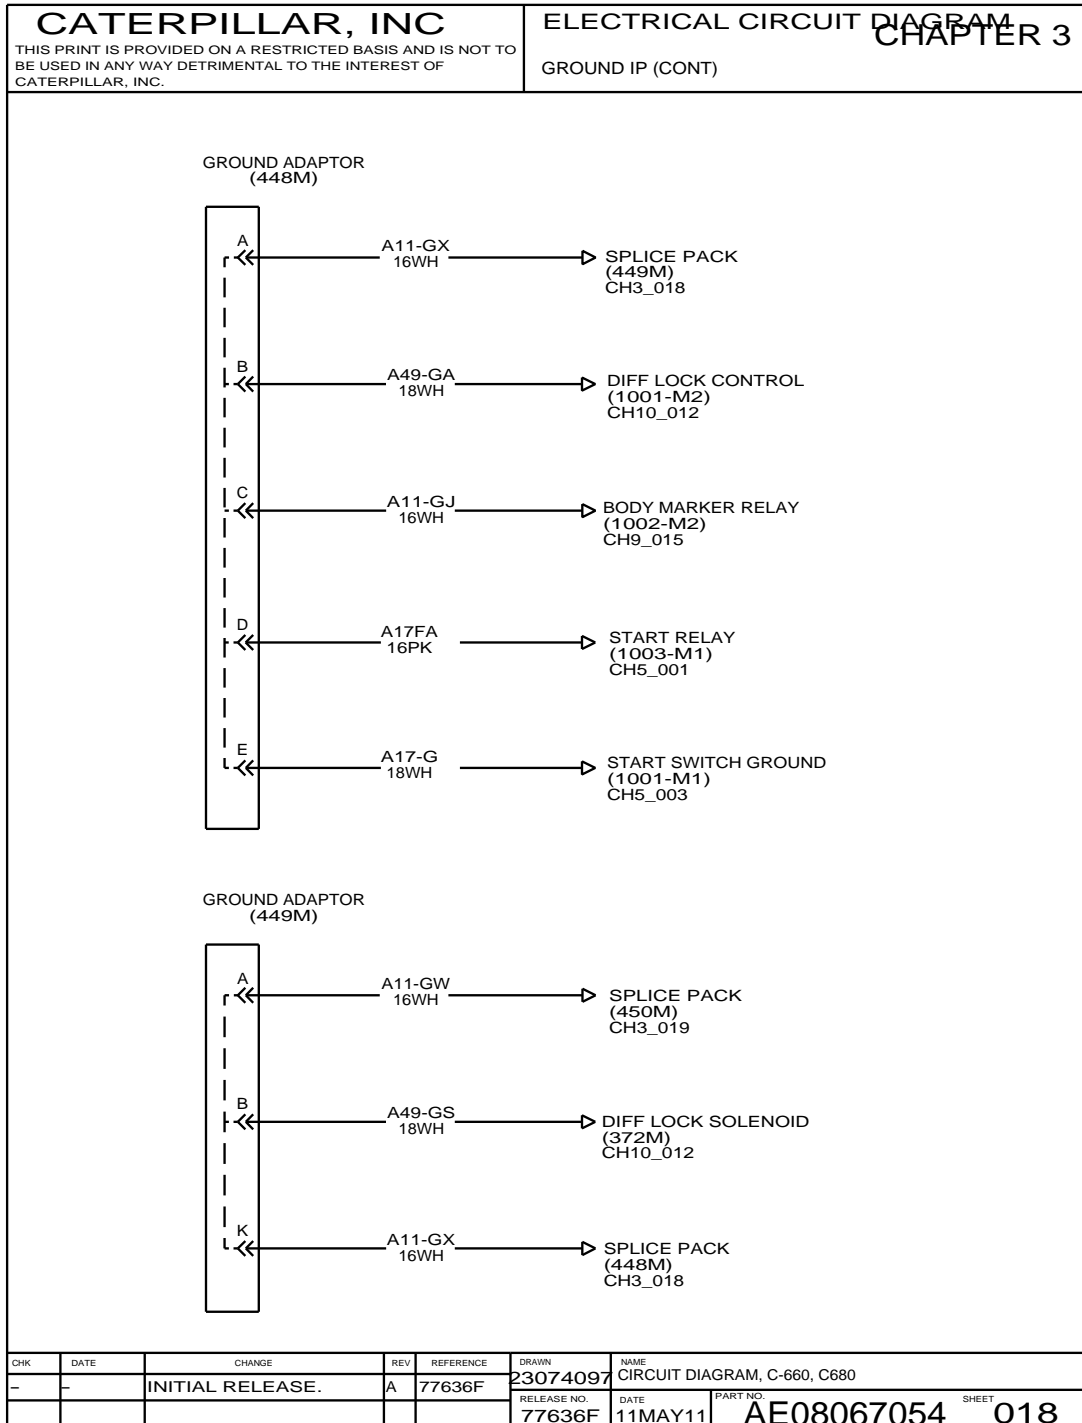 CATERPILLAR, INC
THIS PRINT IS PROVIDED ON A RESTRICTED BASIS AND IS NOT TO
BE USED IN ANY WAY DETRIMENTAL TO THE INTEREST OF
CATERPILLAR, INC.
ELECTRICAL CIRCUIT DIAGRAM
CHAPTER 3
GROUND IP (CONT)
GROUND ADAPTOR
(448M)
A
A11-GX
16WH
SPLICE PACK
(449M)
CH3_018
B
A49-GA
18WH
DIFF LOCK CONTROL
(1001-M2)
CH10_012
C
A11-GJ
16WH
BODY MARKER RELAY
(1002-M2)
CH9_015
D
A17FA
16PK
START RELAY
(1003-M1)
CH5_001
E
A17-G
18WH
START SWITCH GROUND
(1001-M1)
CH5_003
GROUND ADAPTOR
(449M)
A
A11-GW
16WH
SPLICE PACK
(450M)
CH3_019
B
A49-GS
18WH
DIFF LOCK SOLENOID
(372M)
CH10_012
K
A11-GX
16WH
SPLICE PACK
(448M)
CH3_018
CHK DATE CHANGE REV REFERENCE
– – INITIAL RELEASE. A 77636F
DRAWN
23074097
NAME
CIRCUIT DIAGRAM, C-660, C680
RELEASE NO.
77636F
DATE
11MAY11
PART NO.
AE08067054
SHEET
018